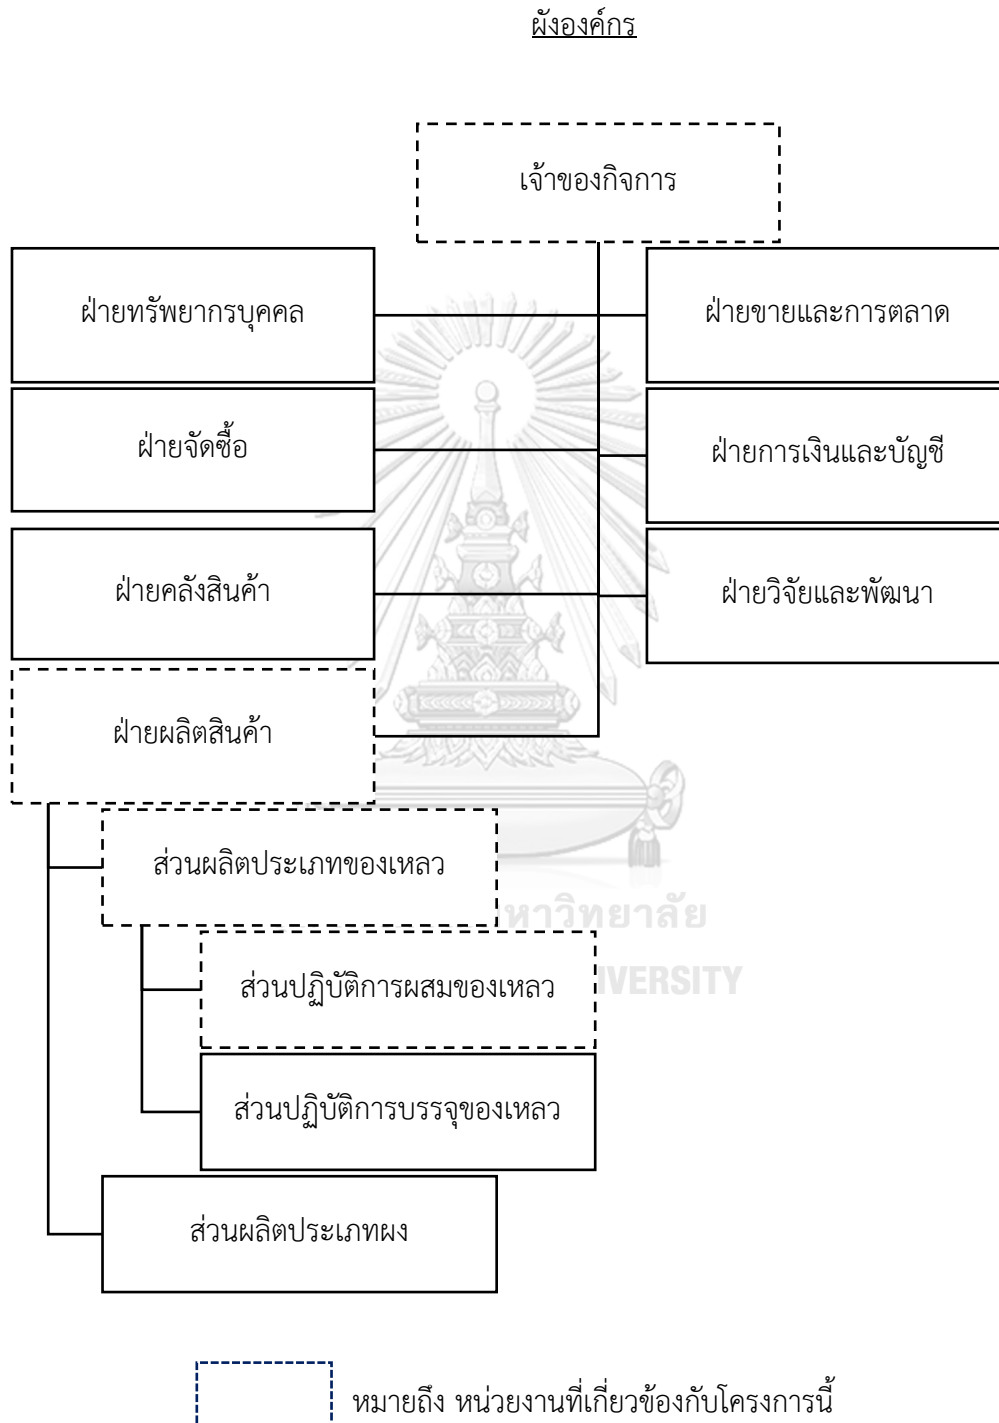 ผังองค์กร
เจ้าของกิจการ
ฝ่ายทรัพยากรบุคคล
ฝ่ายขายและการตลาด
ฝ่ายจัดซื้อ
ฝ่ายการเงินและบัญชี
ฝ่ายคลังสินค้า
ฝ่ายวิจัยและพัฒนา
ฝ่ายผลิตสินค้า
ส่วนผลิตประเภทของเหลว
หาวิทยาลัย
ส่วนปฏิบัติการผสมของเหลว
IVERSITY
ส่วนปฏิบัติการบรรจุของเหลว
ส่วนผลิตประเภทผง
หมายถึง หน่วยงานที่เกี่ยวข้องกับโครงการนี้